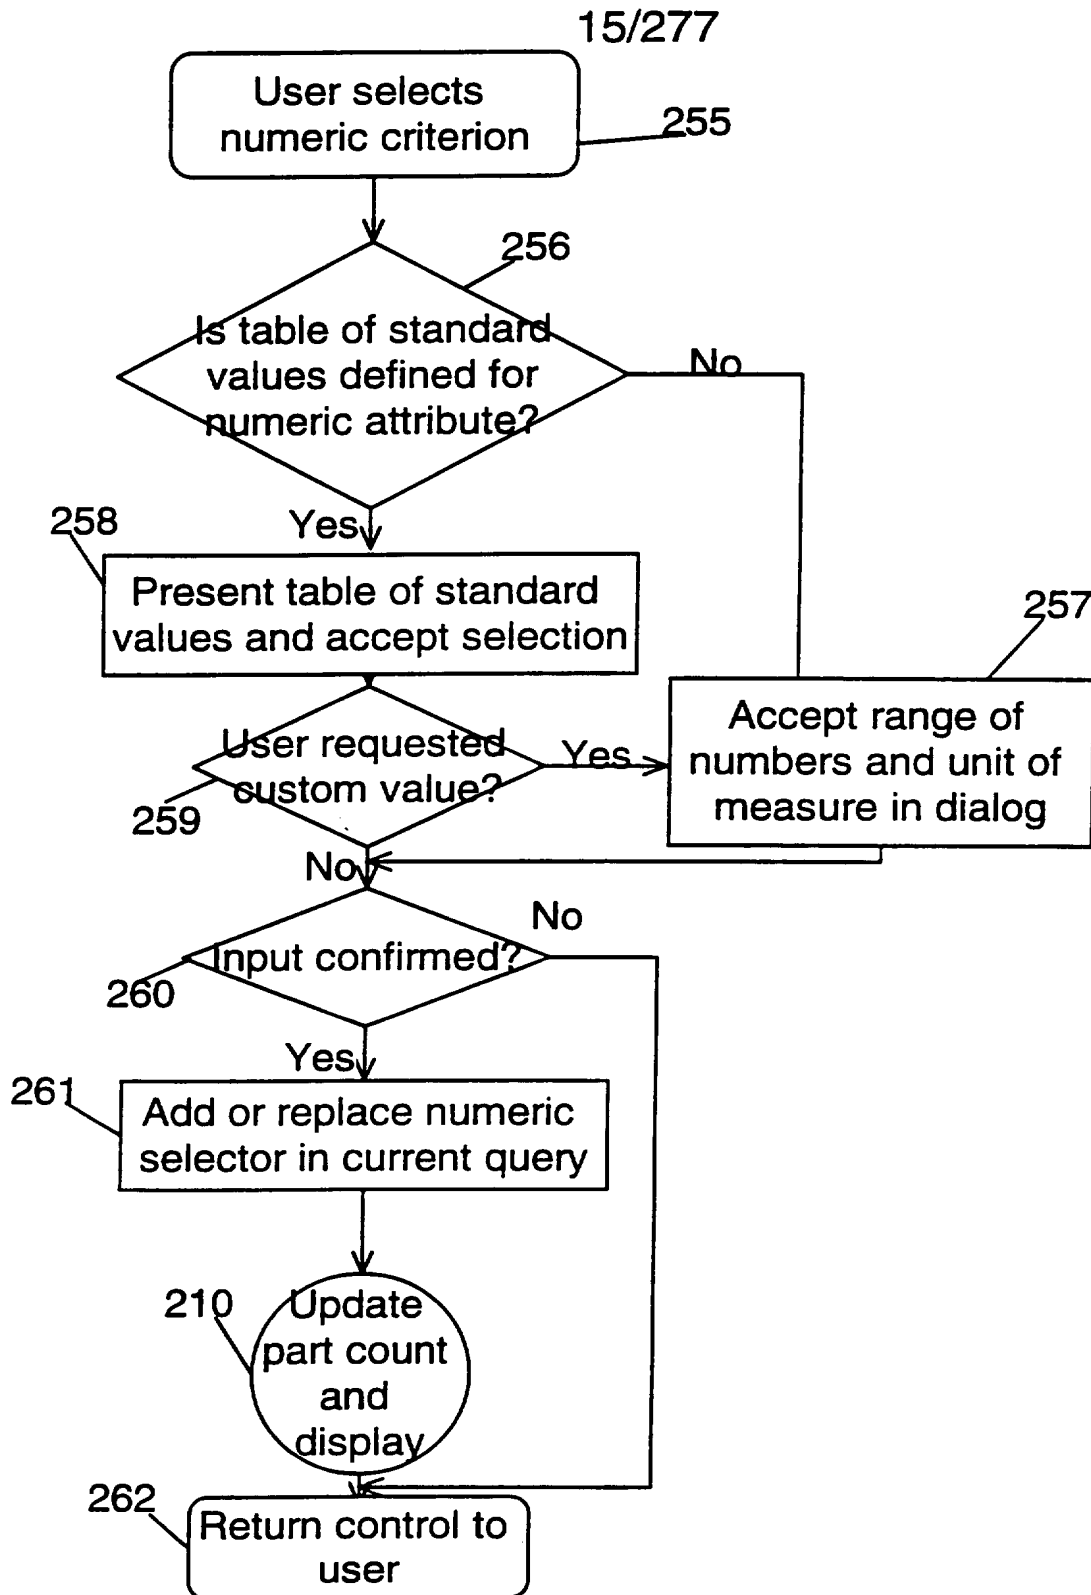 15/277
User selects
numeric criterion
255
256
Is table of standard
values defined for
numeric attribute?
No
Yes
258
Present table of standard
values and accept selection
257
Accept range of
numbers and unit of
measure in dialog
User requested
custom value?
Yes
259
No
Input confirmed?
No
260
Yes
261
Add or replace numeric
selector in current query
210
Update
part count
and
display
262
Return control to
user